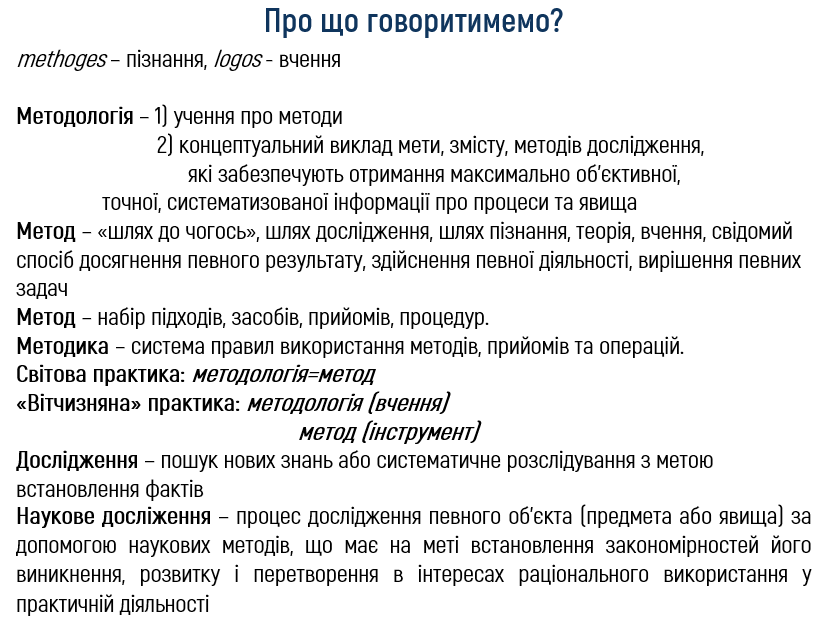 Про що говоритимемо?
methoges – пізнання, logos - вчення
Методологія – 1) учення про методи
2) концептуальний виклад мети, змісту, методів дослідження,
які забезпечують отримання максимально об’єктивної,
точної, систематизованої інформації про процеси та явища
Метод – «шлях до чогось», шлях дослідження, шлях пізнання, теорія, вчення, свідомий
спосіб досягнення певного результату, здійснення певної діяльності, вирішення певних
задач
Метод – набір підходів, засобів, прийомів, процедур.
Методика – система правил використання методів, прийомів та операцій.
Світова практика: методологія=метод
«Вітчизняна» практика: методологія (вчення)
метод (інструмент)
Дослідження – пошук нових знань або систематичне розслідування з метою
встановлення фактів
Наукове досліження – процес дослідження певного об’єкта (предмета або явища) за
допомогою наукових методів, що має на меті встановлення закономірностей його
виникнення, розвитку і перетворення в інтересах раціонального використання у
практичній діяльності